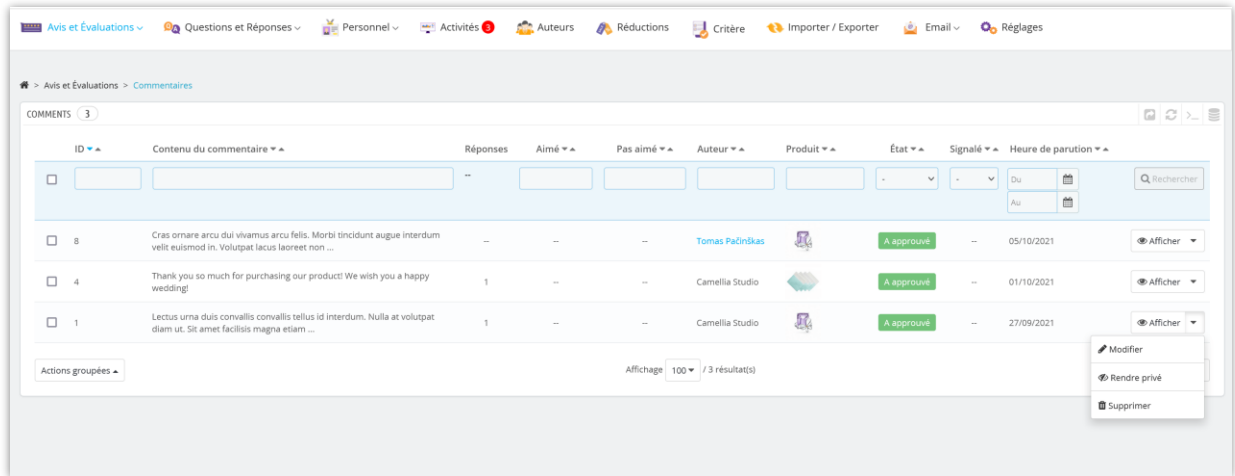 Avis et Évaluations Questions et Réponses Personnel Activités 3 Auteurs Réductions Critère Importer / Exporter Email Réglages
> Avis et Évaluations > Commentaires
COMMENTS 3
ID Contenu du commentaire Réponses Aimé Pas aimé Auteur Produit État Signalé Heure de parution
-- - - Du Rechercher
Au
8 Cras ornare arcu dui vivamus arcu felis. Morbi tincidunt augue interdum
velit euismod in. Volutpat lacus laoreet non ... -- -- -- Tomas Pačinškas A approuvé -- 05/10/2021 Afficher
4 Thank you so much for purchasing our product! We wish you a happy
wedding! 1 -- -- Camellia Studio A approuvé -- 01/10/2021 Afficher
1 Lectus urna duis convallis convallis tellus id interdum. Nulla at volutpat
diam ut. Sit amet facilisis magna etiam ... 1 -- -- Camellia Studio A approuvé -- 27/09/2021 Afficher
Modifier
Rendre privé
Supprimer
Actions groupées Affichage 100 / 3 résultat(s)